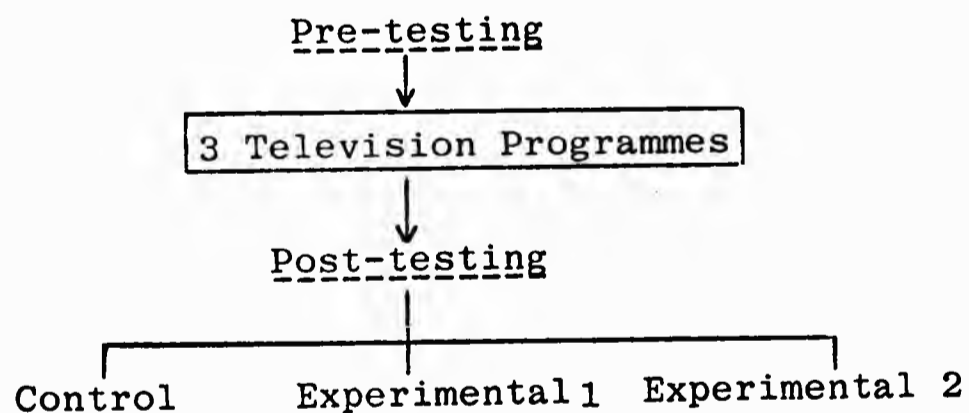 Pre-testing
3 Television Programmes
Post-testing
Control Experimental 1 Experimental 2